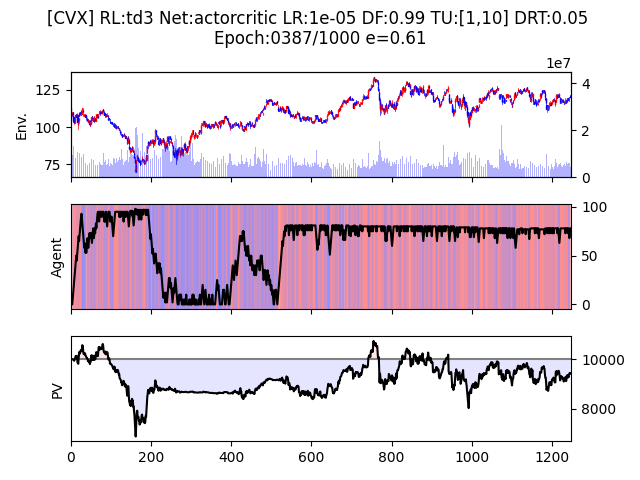 [CVX] RL:td3 Net:actorcritic LR:1e-05 DF:0.99 TU:[1,10] DRT:0.05
Epoch:0387/1000 e=0.61
1e7
125
100
75
Env.
4
2
0
Agent
100
50
0
PV
10000
8000
0 200 400 600 800 1000 1200